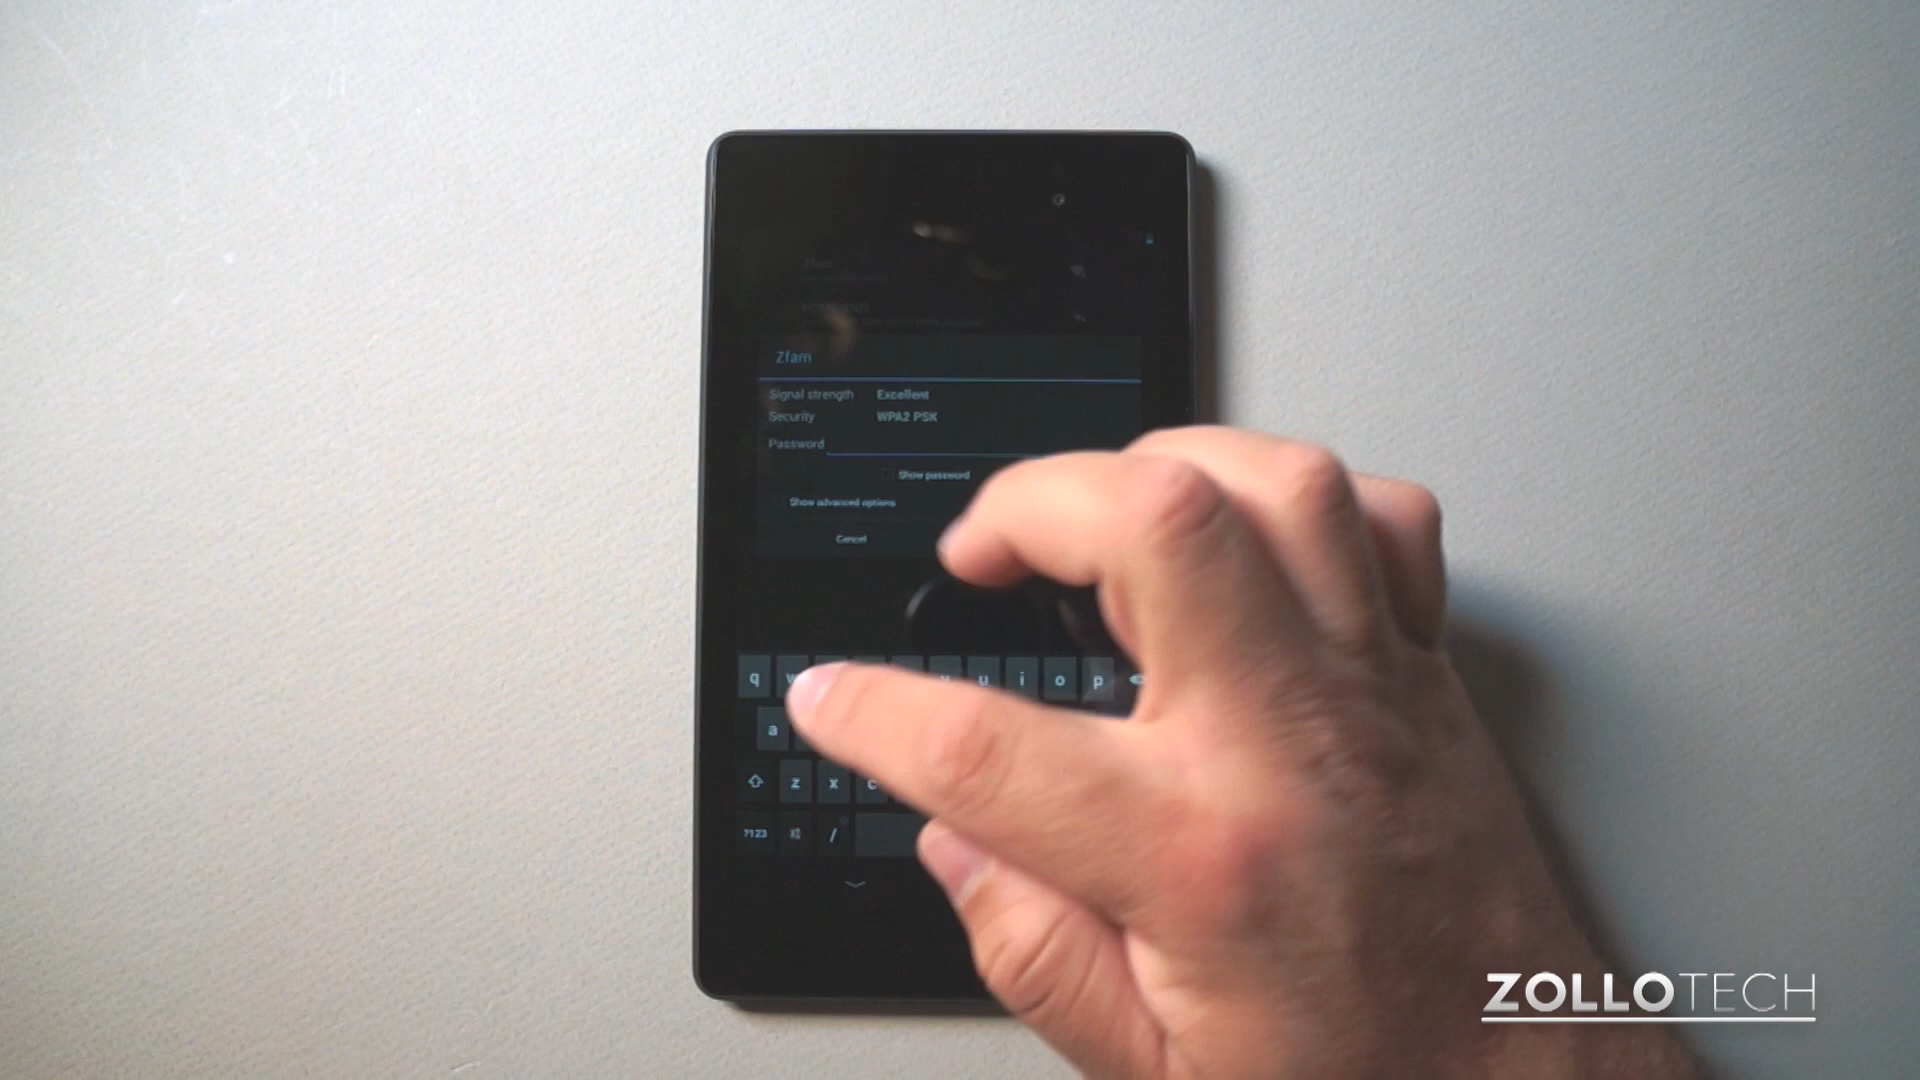 Zfam
Signal strength Excellent
Security WPA2 PSK
Password
Show password
Show advanced options
Cancel
q w u i o p
a
z x c
?123 /
ZOLLOTECH